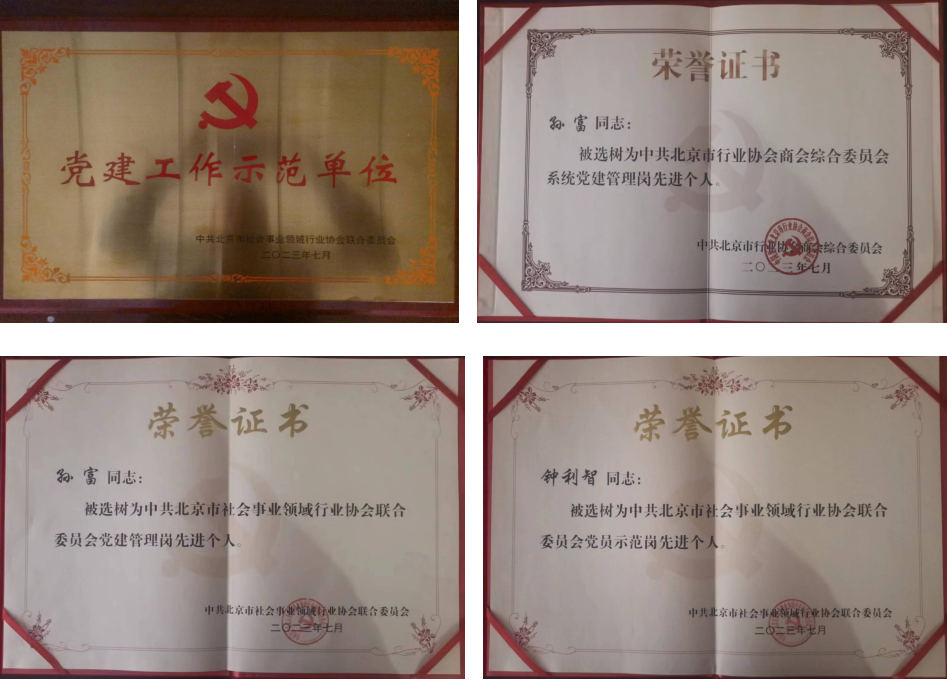 党建工作示范单位
中共北京市社会事业领域行业协会联合委员会
二〇二三年七月
荣誉证书
孙富同志：
被选树为中共北京市行业协会商会综合委员会
系统党建管理岗先进个人。
中共北京市行业协会商会综合委员会
二〇二三年七月
荣誉证书
孙富同志：
被选树为中共北京市社会事业领域行业协会联合
委员会党建管理岗先进个人。
中共北京市社会事业领域行业协会联合委员会
二〇二三年七月
荣誉证书
钟利智同志：
被选树为中共北京市社会事业领域行业协会联合
委员会党员示范岗先进个人。
中共北京市社会事业领域行业协会联合委员会
二〇二三年七月